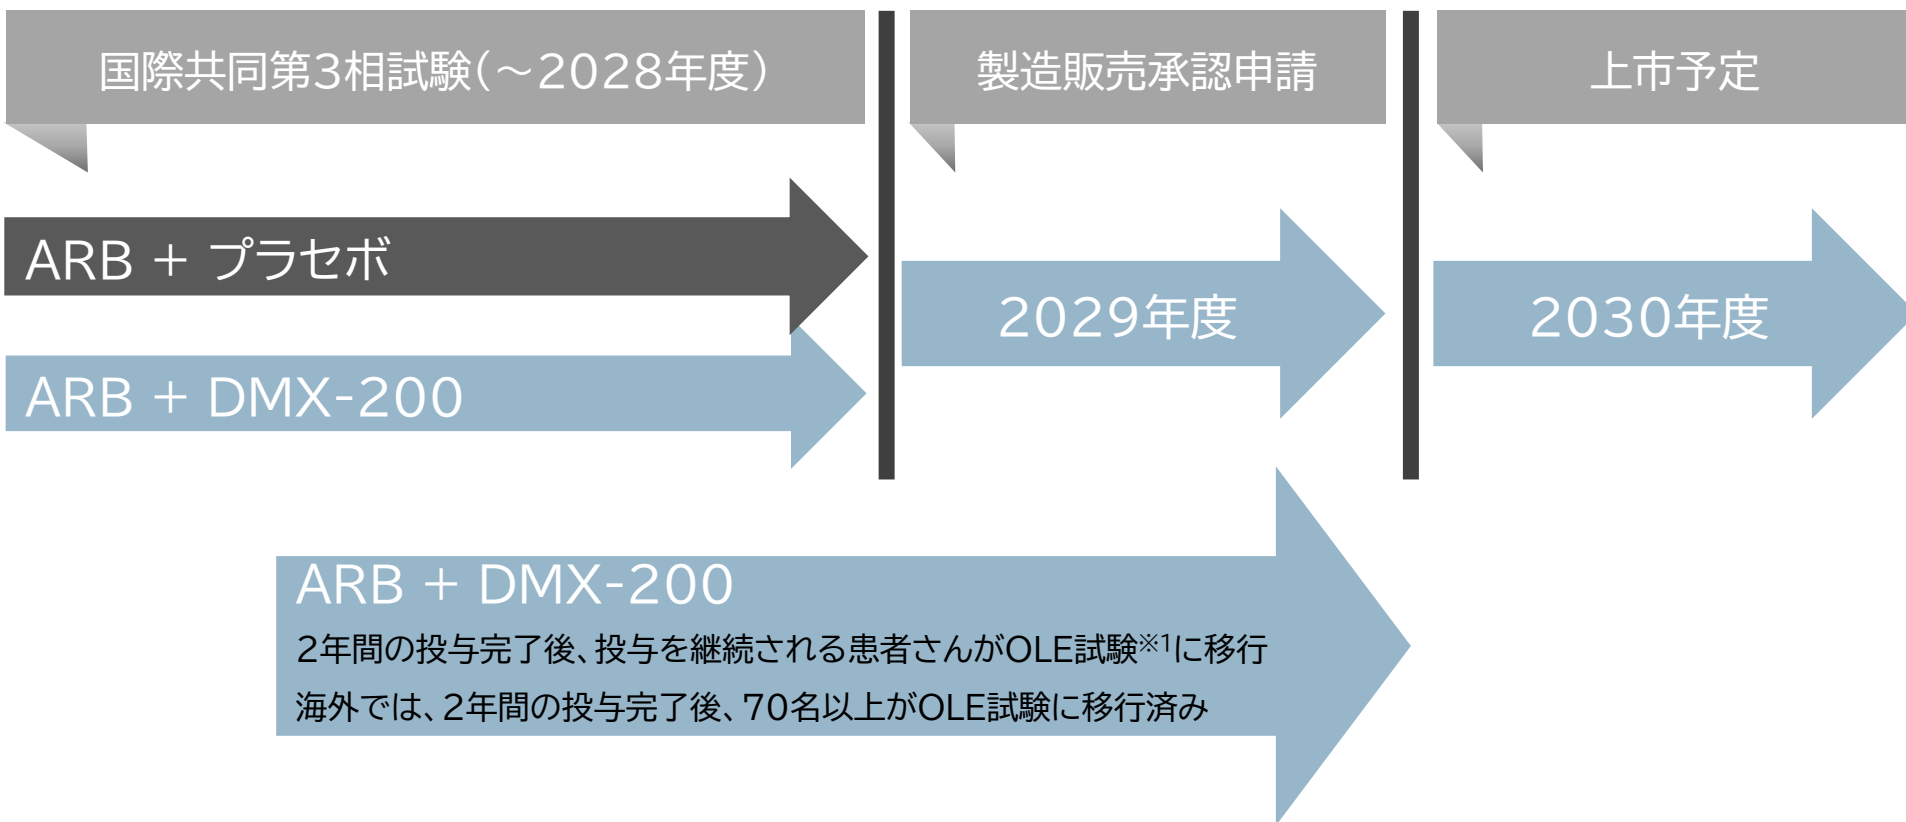 国際共同第3相試験(～2028年度)
製造販売承認申請
上市予定
ARB + プラセボ
ARB + DMX-200
2029年度
2030年度
ARB + DMX-200
2年間の投与完了後、投与を継続される患者さんがOLE試験※1に移行
海外では、2年間の投与完了後、70名以上がOLE試験に移行済み